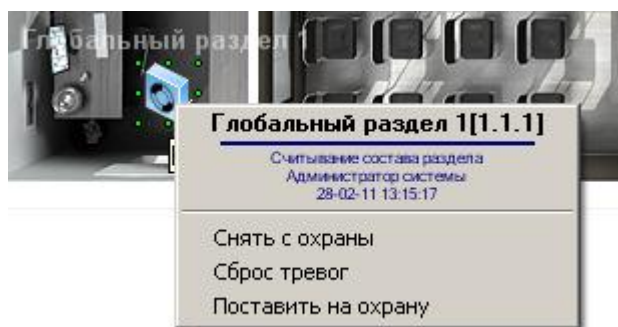 Глобальный раздел 1
Глобальный раздел 1[1.1.1]
Считывание состава раздела
Администратор системы
28-02-11 13:15:17
Снять с охраны
Сброс тревог
Поставить на охрану